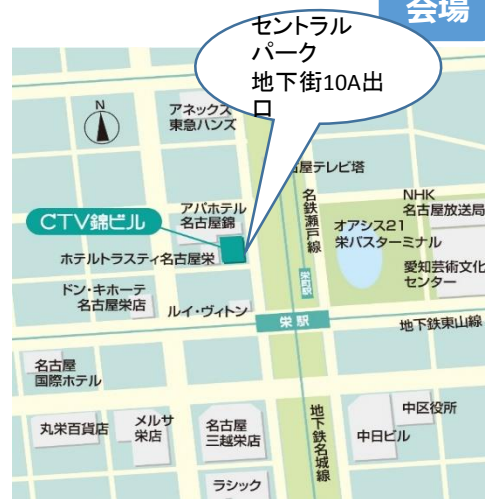 会場
セントラル
パーク
地下街10A出
口
N
アネックス
東急ハンズ
屋テレビ塔
名鉄瀬戸線
NHK
名古屋放送局
CTV錦ビル
アパホテル
名古屋錦
オアシス21
栄バスターミナル
ホテルトラスティ名古屋栄
愛知芸術文化
センター
栄町駅
ドン・キホーテ
名古屋栄店
ルイ・ヴィトン
栄駅
地下鉄東山線
名古屋
国際ホテル
丸栄百貨店
メルサ
栄店
名古屋
三越栄店
地下鉄名城線
中区役所
中日ビル
ラシック